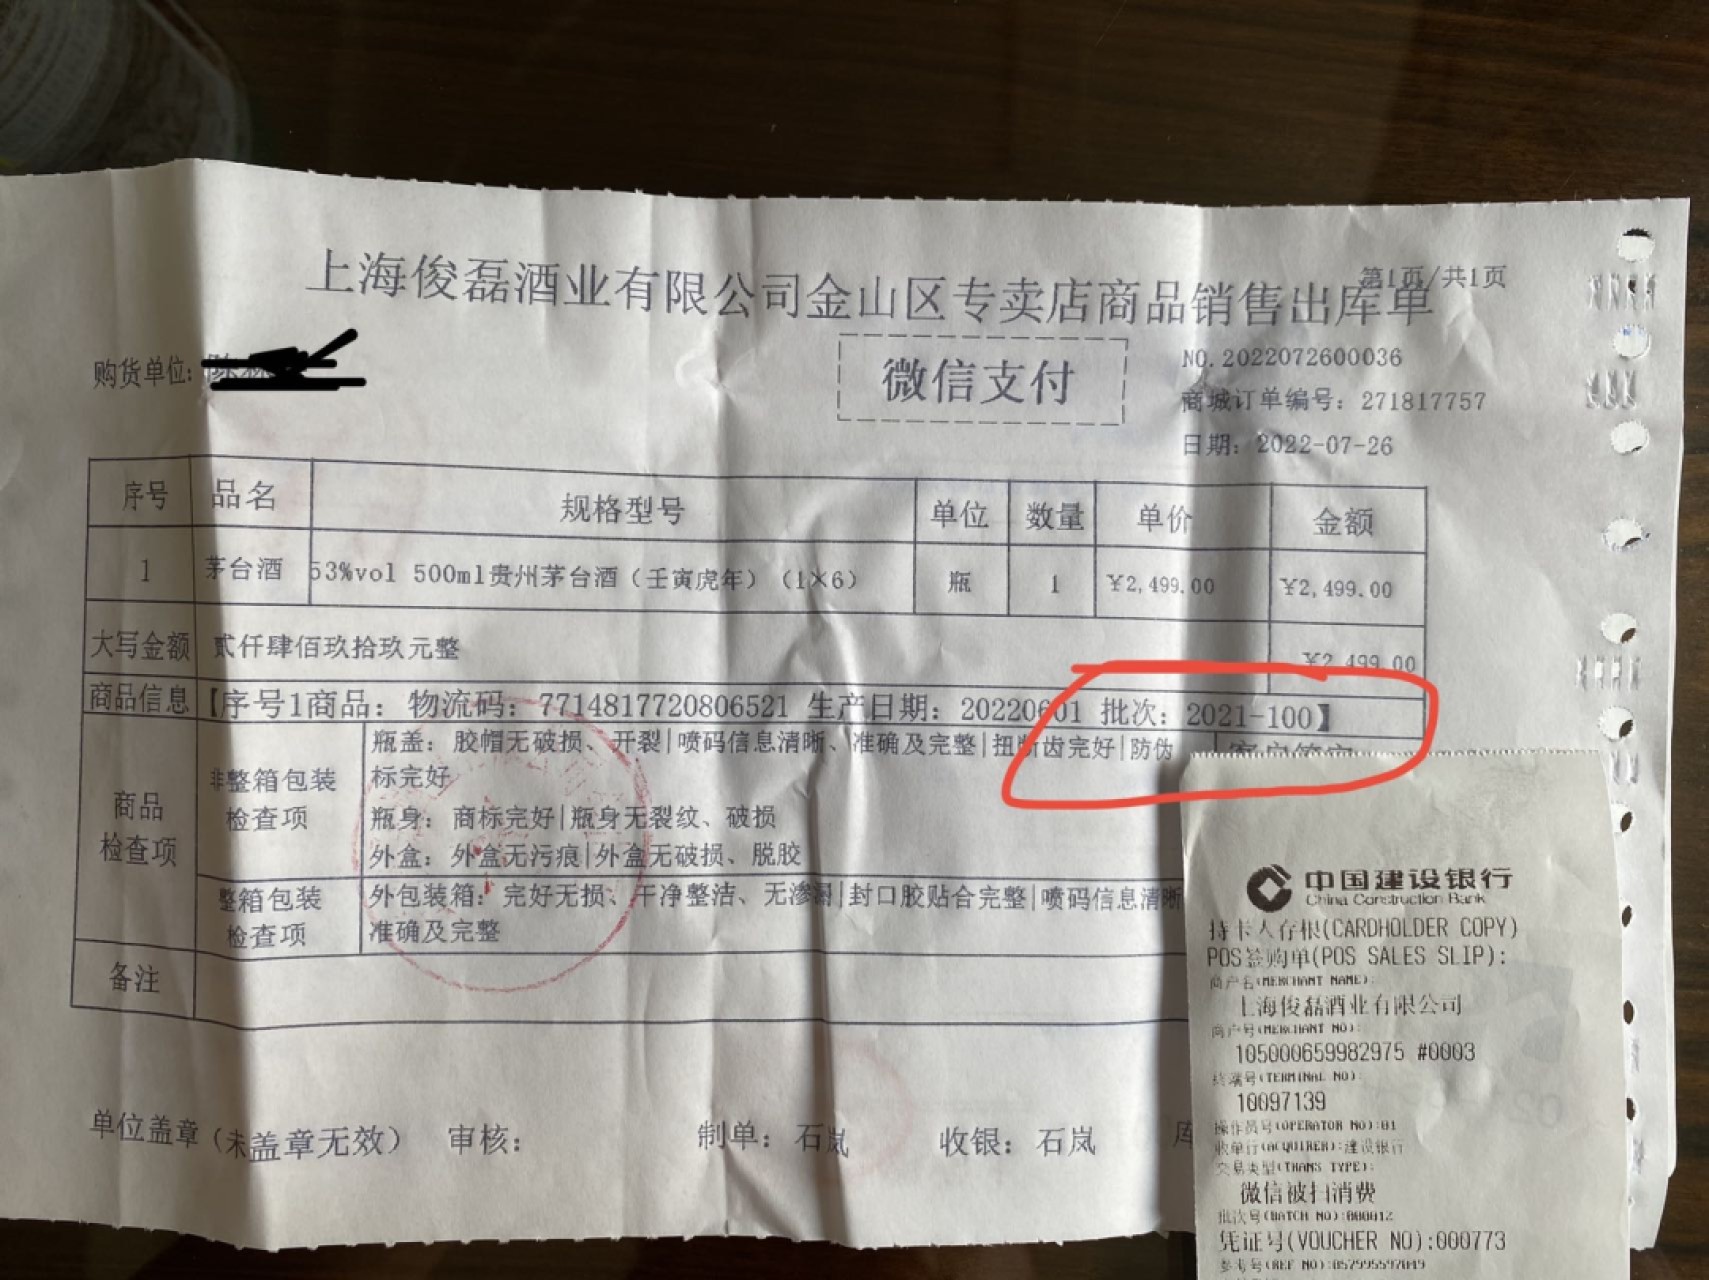 上海俊磊酒业有限公司金山区专卖店商品销售出库单
第1页/共1页
购货单位:
微信支付
NO.2022072600036
商城订单编号：271817757
日期：2022-07-26
序号 品名 规格型号 单位 数量 单价 金额
1 茅台酒 53%vol 500ml贵州茅台酒（壬寅虎年）（1×6） 瓶 1 ¥2,499.00 ¥2,499.00
大写金额 贰仟肆佰玖拾玖元整 ¥2,499.00
商品信息 【序号1商品：物流码：7714817720806521 生产日期：20220601 批次：2021-100】
商品检查项
非整箱包装检查项
瓶盖：胶帽无破损、开裂|喷码信息清晰、准确及完整|扭断齿完好|防伪
标完好
瓶身：商标完好|瓶身无裂纹、破损
外盒：外盒无污痕|外盒无破损、脱胶
整箱包装检查项
外包装箱：完好无损、干净整洁、无渗漏|封口胶贴合完整|喷码信息清晰
准确及完整
备注
单位盖章（未盖章无效） 审核： 制单：石岚 收银：石岚 库
中国建设银行
China Construction Bank
持卡人存根(CARDHOLDER COPY)
POS签购单(POS SALES SLIP):
商户名(MERCHANT NAME):
上海俊磊酒业有限公司
商户号(MERCHANT NO):
105000659982975 #0003
终端号(TERMINAL NO):
10097139
操作员号(OPERATOR NO):01
收单行(ACQUIRER):建设银行
交易类型(TRANS TYPE):
微信被扫消费
批次号(BATCH NO):000012
凭证号(VOUCHER NO):000773
参考号(REF NO):057995597849